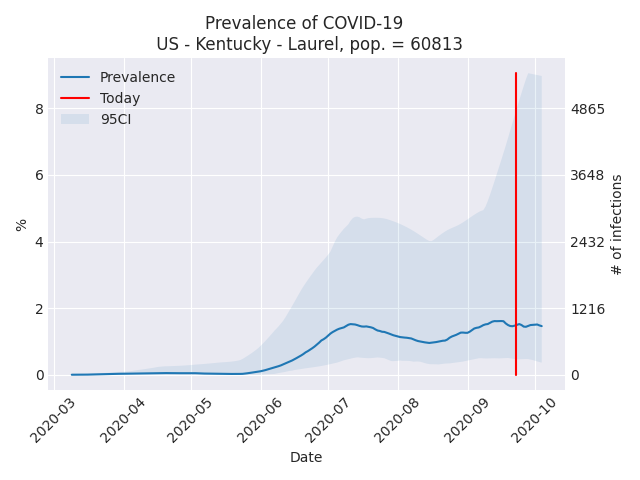 Prevalence of COVID-19
US - Kentucky - Laurel, pop. = 60813
Prevalence
Today
95CI
%
8
6
4
2
0
4865
3648
2432
1216
0
# of infections
2020-03
2020-04
2020-05
2020-06
2020-07
2020-08
2020-09
2020-10
Date